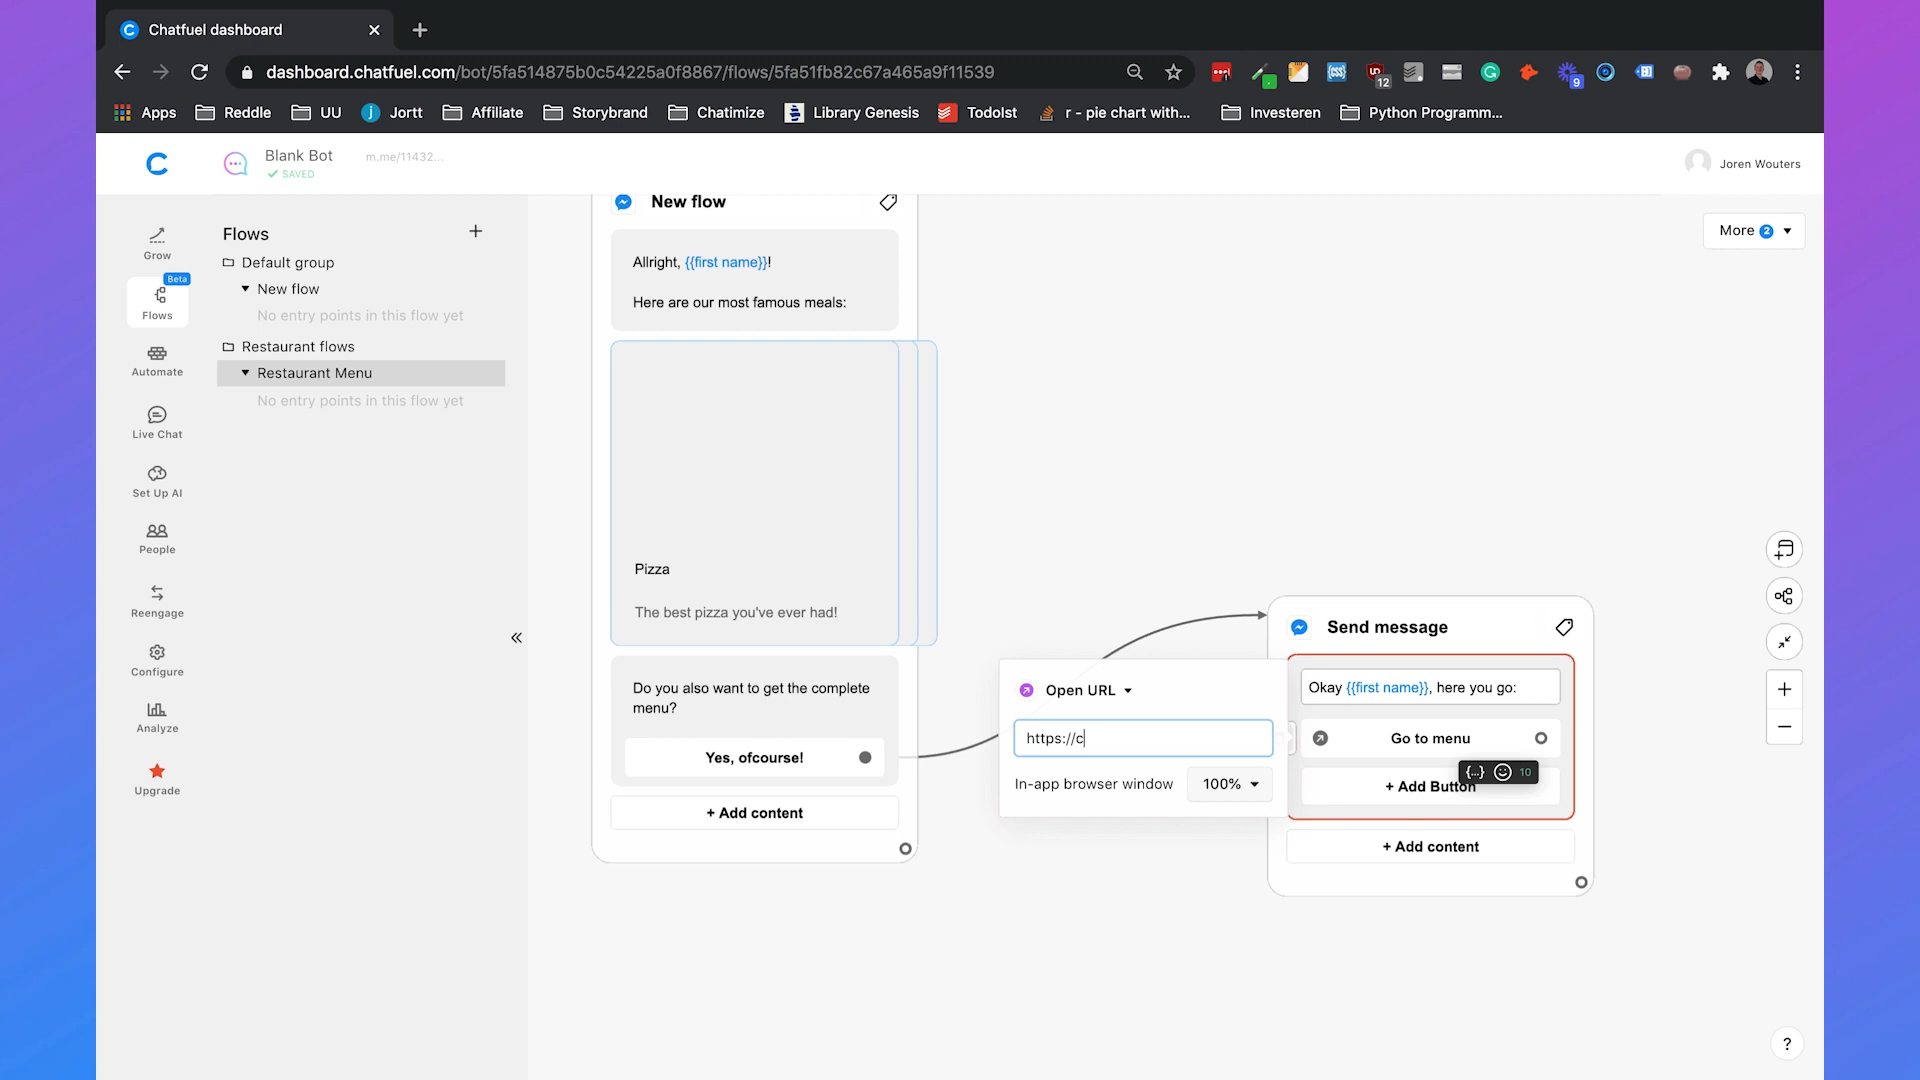 Chatfuel dashboard
dashboard.chatfuel.com/bot/5fa514875b0c54225a0f8867/flows/5fa51fb82c67a465a9f11539
12
9
Apps
Reddle
UU
Jortt
Affiliate
Storybrand
Chatimize
Library Genesis
TodoIst
r - pie chart with...
Investeren
Python Programm...
Blank Bot
SAVED
m.me/11432...
Joren Wouters
Grow
Beta
Flows
Automate
Live Chat
Set Up AI
People
Reengage
Configure
Analyze
Upgrade
Flows
Default group
New flow
No entry points in this flow yet
Restaurant flows
Restaurant Menu
No entry points in this flow yet
More 2
New flow
Allright, {{first name}}!
Here are our most famous meals:
Pizza
The best pizza you've ever had!
Do you also want to get the complete
menu?
Yes, ofcourse!
+ Add content
Open URL
https://c
In-app browser window
100%
Send message
Okay {{first name}}, here you go:
Go to menu
{...} 10
+ Add Button
+ Add content
?